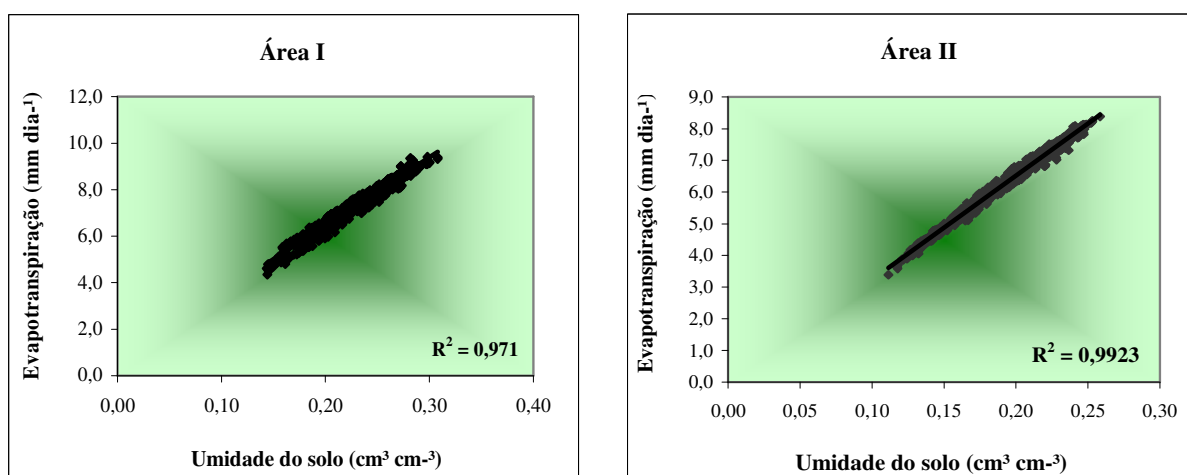 Área I
Evapotranspiração (mm dia-¹)
12,0
10,0
8,0
6,0
4,0
2,0
0,0
R² = 0,971
0,00 0,10 0,20 0,30 0,40
Umidade do solo (cm³ cm-³)
Área II
Evapotranspiração (mm dia-¹)
9,0
8,0
7,0
6,0
5,0
4,0
3,0
2,0
1,0
0,0
R² = 0,9923
0,00 0,05 0,10 0,15 0,20 0,25 0,30
Umidade do solo (cm³ cm-³)